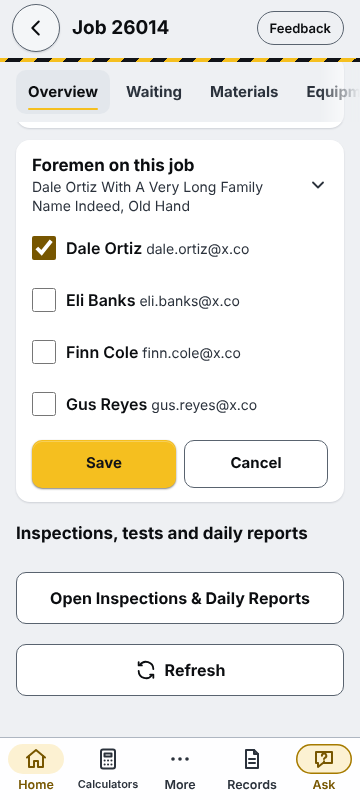 Job 26014
Feedback
Overview
Waiting
Materials
Equipm
Foremen on this job
Dale Ortiz With A Very Long Family
Name Indeed, Old Hand
Dale Ortiz dale.ortiz@x.co
Eli Banks eli.banks@x.co
Finn Cole finn.cole@x.co
Gus Reyes gus.reyes@x.co
Save
Cancel
Inspections, tests and daily reports
Open Inspections & Daily Reports
Refresh
Home
Calculators
More
Records
Ask